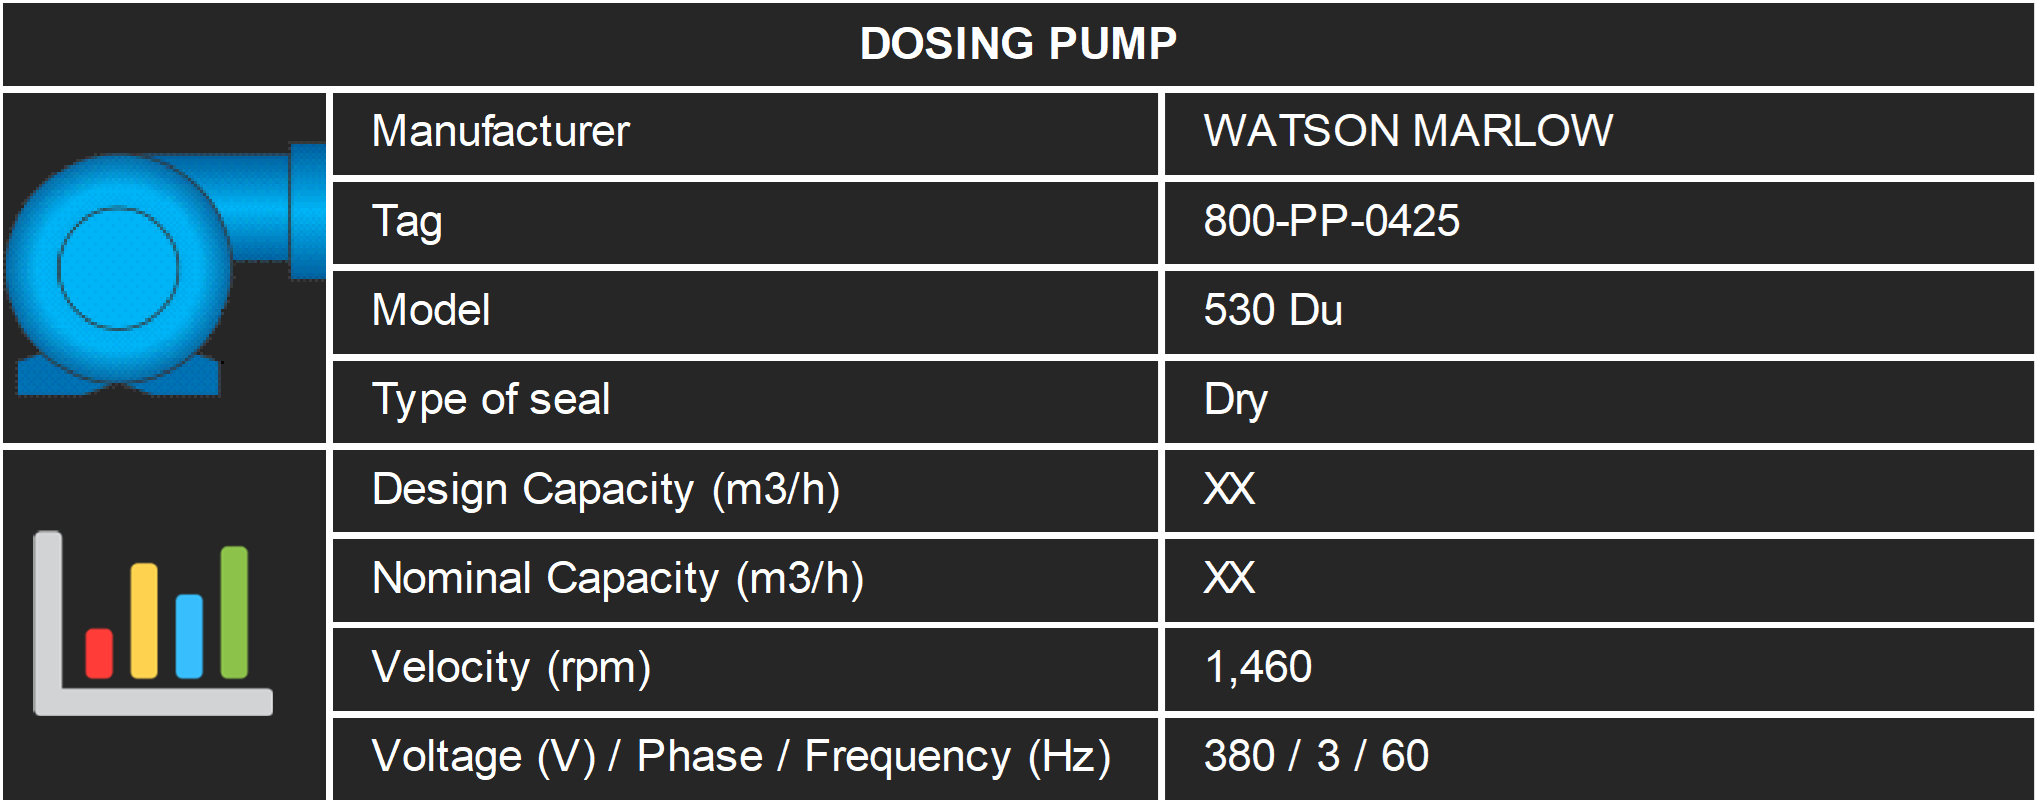 DOSING PUMP
Manufacturer WATSON MARLOW
Tag 800-PP-0425
Model 530 Du
Type of seal Dry
Design Capacity (m3/h) XX
Nominal Capacity (m3/h) XX
Velocity (rpm) 1,460
Voltage (V) / Phase / Frequency (Hz) 380 / 3 / 60